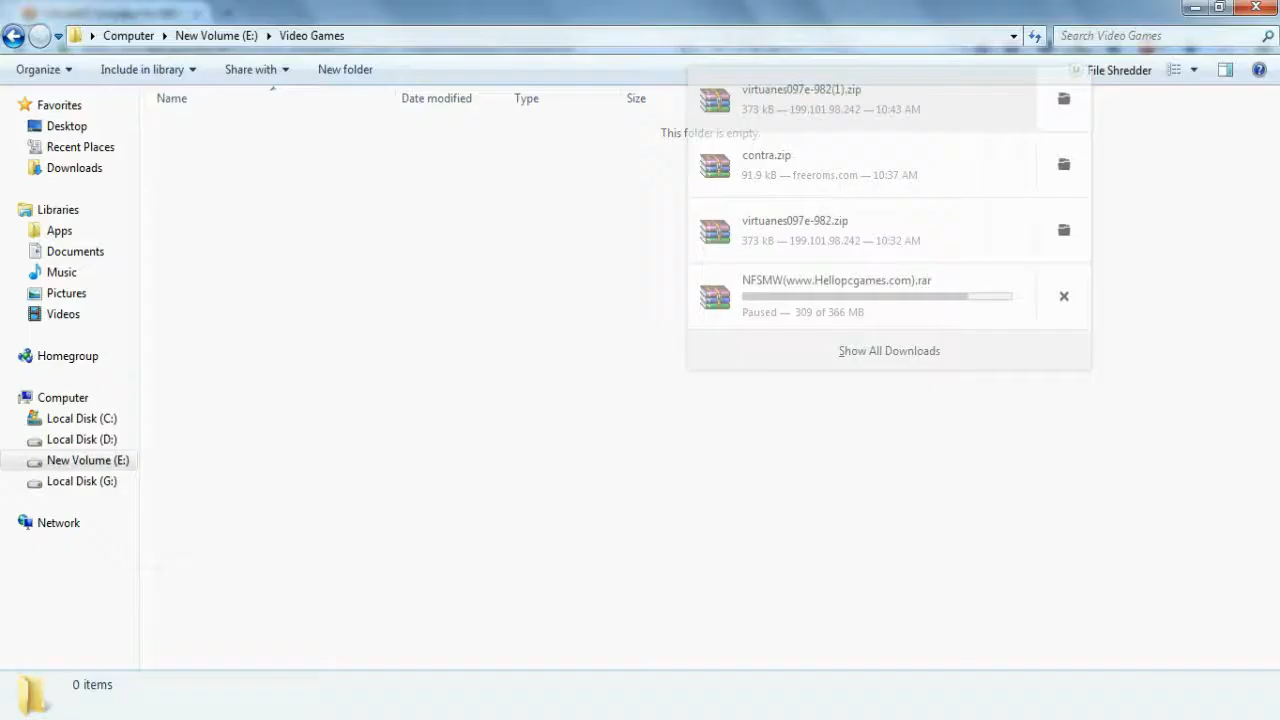 Computer ▸ New Volume (E:) ▸ Video Games
Search Video Games
Organize Include in library Share with New folder
File Shredder
Name Date modified Type Size
This folder is empty.
Favorites
Desktop
Recent Places
Downloads
Libraries
Apps
Documents
Music
Pictures
Videos
Homegroup
Computer
Local Disk (C:)
Local Disk (D:)
New Volume (E:)
Local Disk (G:)
Network
virtuanes097e-982(1).zip
373 kB — 199.101.98.242 — 10:43 AM
contra.zip
91.9 kB — freeroms.com — 10:37 AM
virtuanes097e-982.zip
373 kB — 199.101.98.242 — 10:32 AM
NFSMW(www.Hellopcgames.com).rar
Paused — 309 of 366 MB
Show All Downloads
0 items